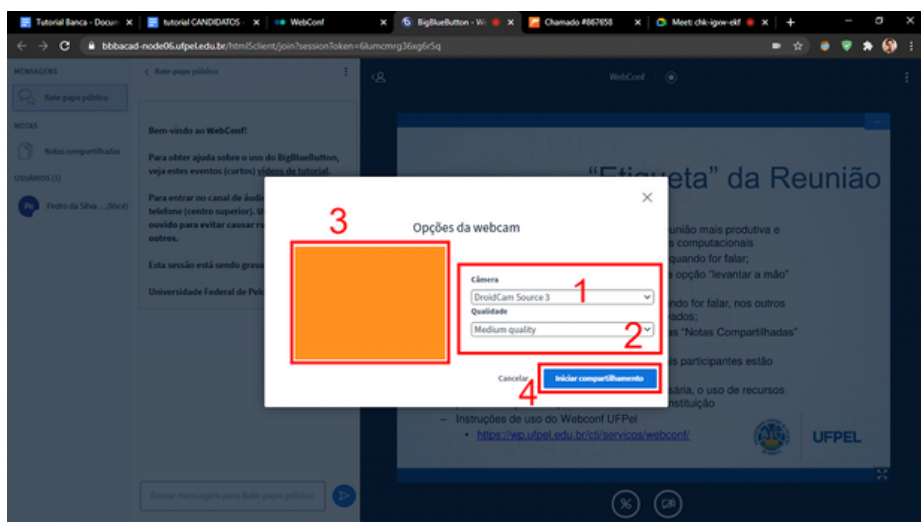 Tutorial Banca - Docum
tutorial CANDIDATOS -
WebConf
BigBlueButton - We
Chamado #867658
Meet: chk-igxw-ekf
bbbacad-node06.ufpel.edu.br/html5client/join?sessionToken=6lumcmrg36xg6r5q
MENSAGENS
Bate-papo público
NOTAS
Notas compartilhadas
USUÁRIOS (1)
Pe
Pedro da Silva ... (Você)
Bate-papo público
Bem-vindo ao WebConf!
Para obter ajuda sobre o uso do BigBlueButton,
veja estes eventos (curtos) vídeos de tutorial.
Para entrar no canal de áudio
telefone (centro superior). U
ouvido para evitar causar ru
outros.
Esta sessão está sendo grava
Universidade Federal de Pelo
Enviar mensagem para Bate-papo público
WebConf
"Etiqueta" da Reunião
união mais produtiva e
s computacionais
quando for falar;
opção "levantar a mão"
ndo for falar, nos outros
ados;
as "Notas Compartilhadas"
is participantes estão
sária, o uso de recursos
nstituição
– Instruções de uso do Webconf UFPel
• https://wp.ufpel.edu.br/cti/servicos/webconf/
UFPEL
Opções da webcam
3
Câmera
DroidCam Source 3
1
Qualidade
Medium quality
2
Cancelar
4
Iniciar compartilhamento